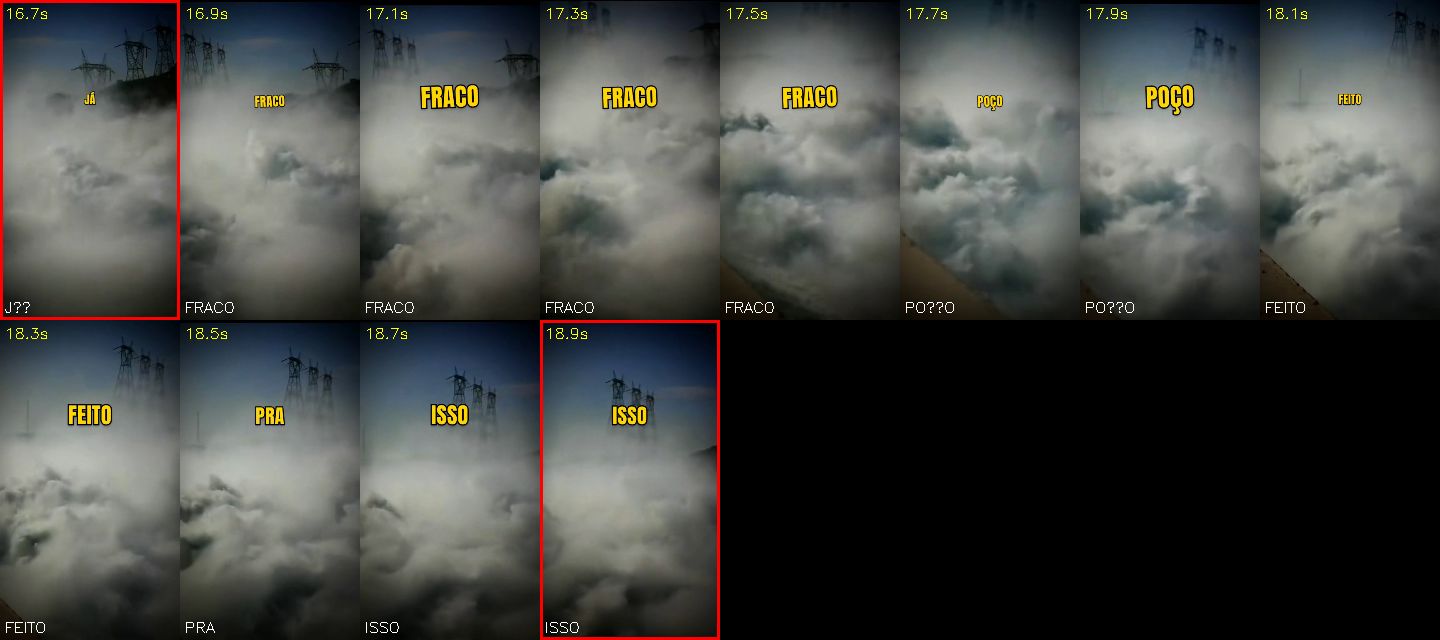 16.7s
JÁ
J??
16.9s
FRACO
FRACO
17.1s
FRACO
FRACO
17.3s
FRACO
FRACO
17.5s
FRACO
FRACO
17.7s
POÇO
PO??O
17.9s
POÇO
PO??O
18.1s
FEITO
FEITO
18.3s
FEITO
FEITO
18.5s
PRA
PRA
18.7s
ISSO
ISSO
18.9s
ISSO
ISSO